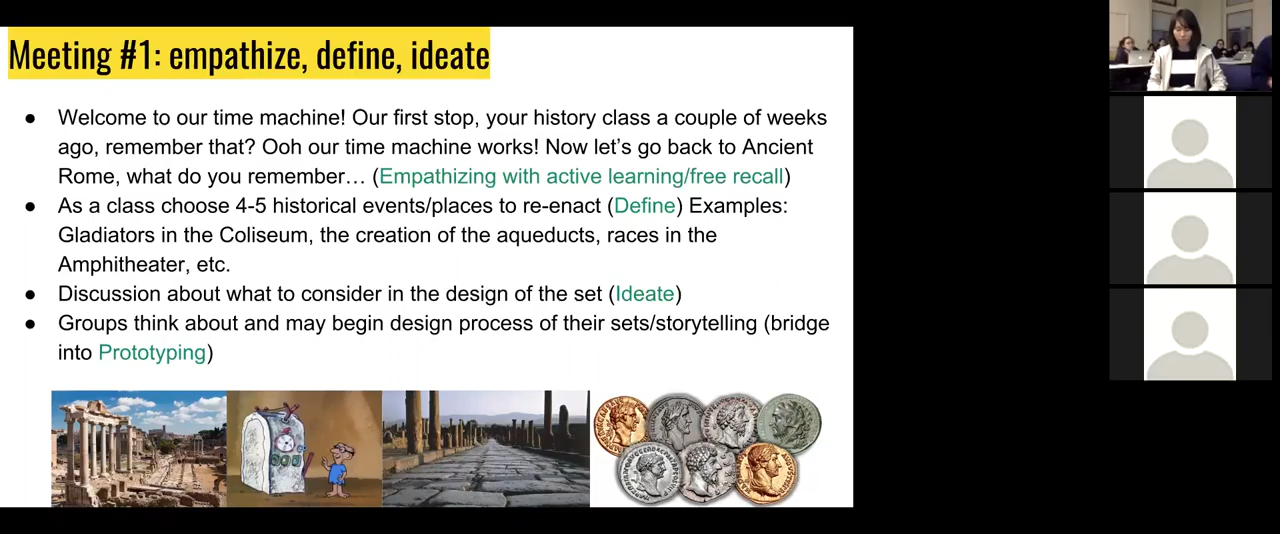 Meeting #1: empathize, define, ideate
● Welcome to our time machine! Our first stop, your history class a couple of weeks
ago, remember that? Ooh our time machine works! Now let's go back to Ancient
Rome, what do you remember… (Empathizing with active learning/free recall)
● As a class choose 4-5 historical events/places to re-enact (Define) Examples:
Gladiators in the Coliseum, the creation of the aqueducts, races in the
Amphitheater, etc.
● Discussion about what to consider in the design of the set (Ideate)
● Groups think about and may begin design process of their sets/storytelling (bridge
into Prototyping)